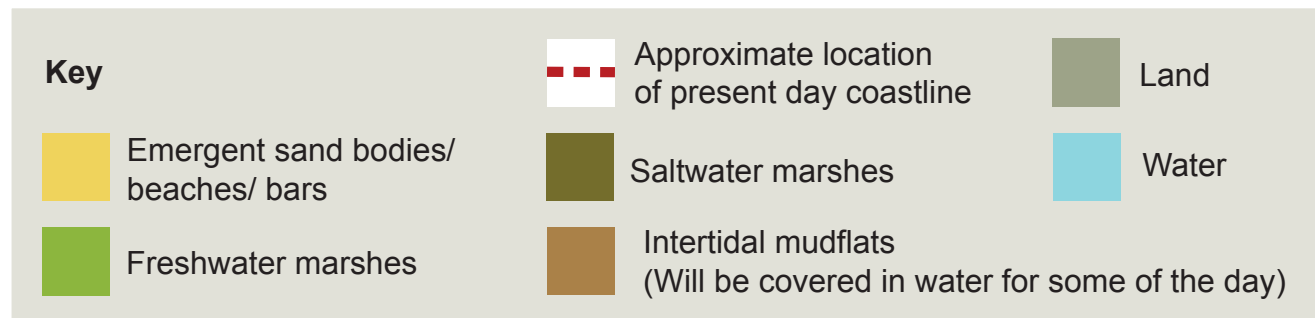 Key
Approximate location
of present day coastline
Land
Emergent sand bodies/
beaches/ bars
Saltwater marshes
Water
Freshwater marshes
Intertidal mudflats
(Will be covered in water for some of the day)